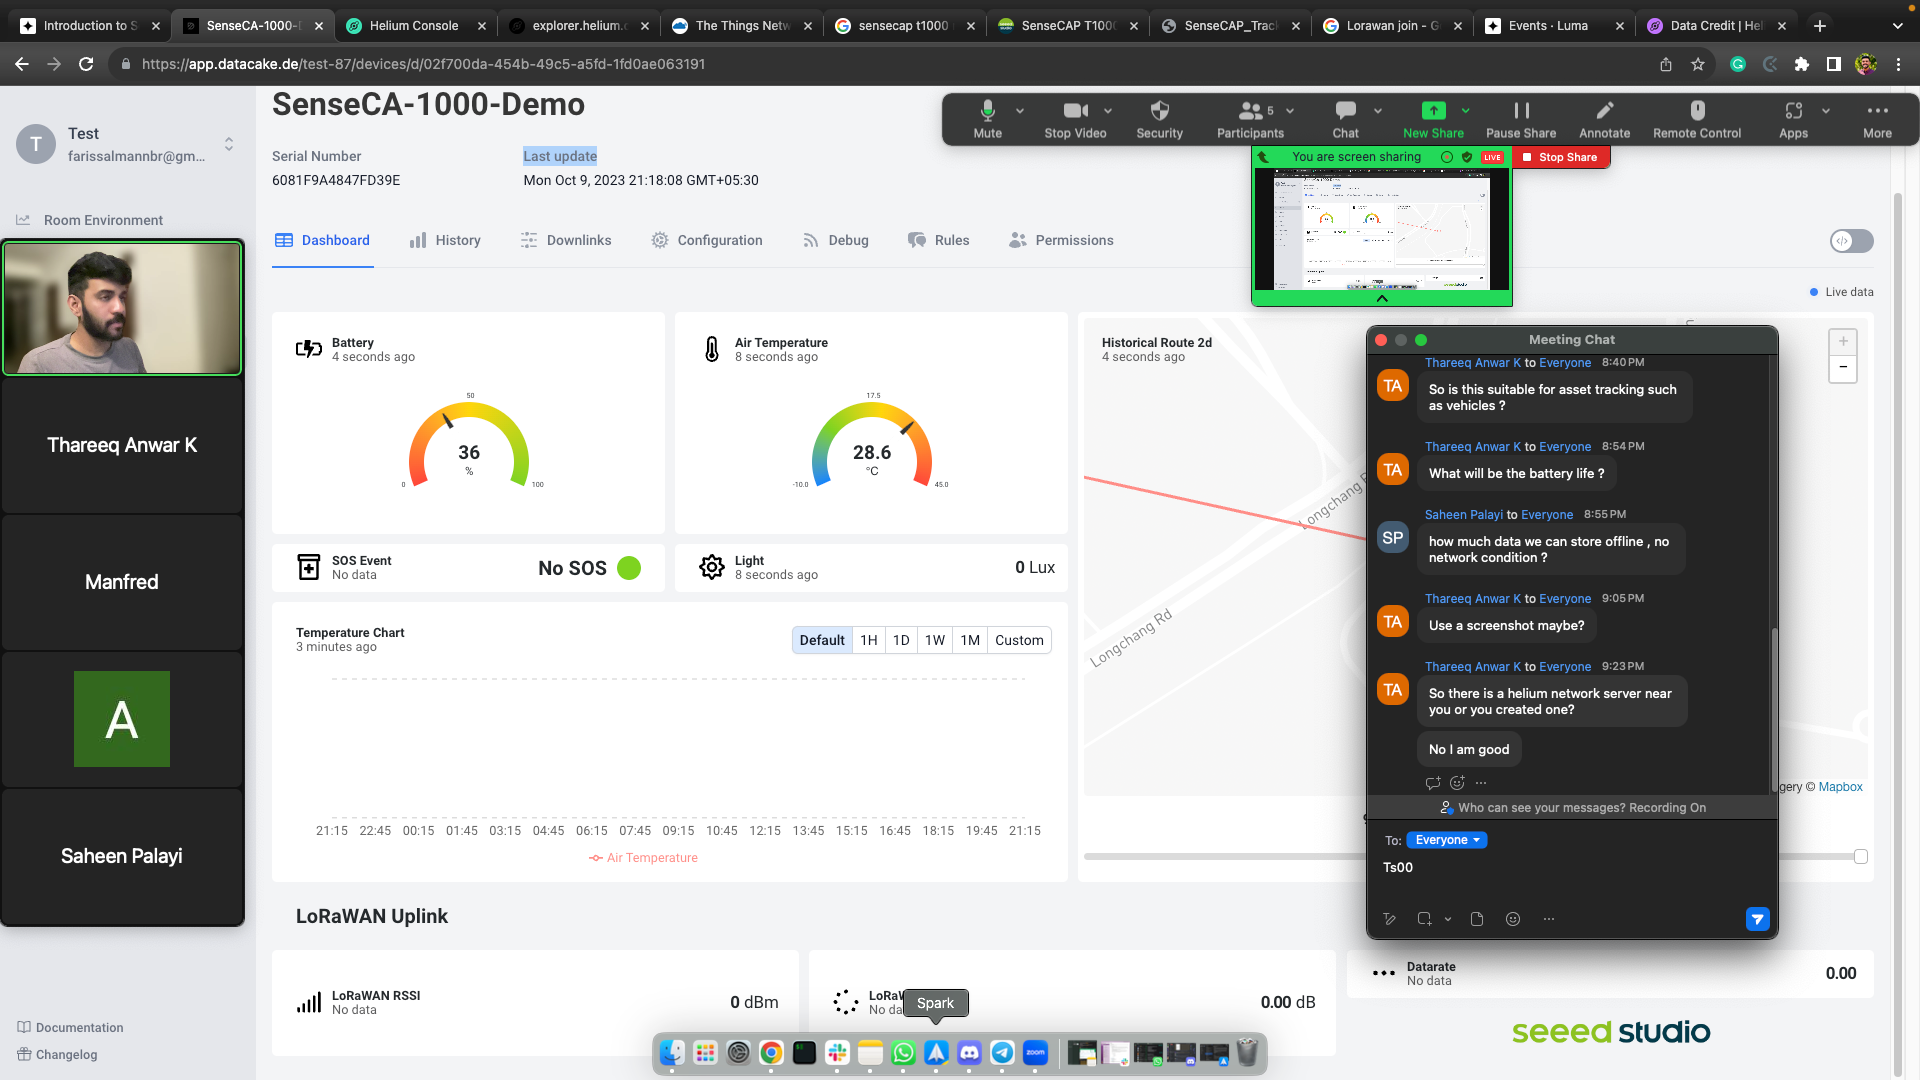 Introduction to S
SenseCA-1000-D
Helium Console
explorer.helium.c
The Things Netw
sensecap t1000
SenseCAP T100
SenseCAP_Track
Lorawan join - G
Events · Luma
Data Credit | Hel
https://app.datacake.de/test-87/devices/d/02f700da-454b-49c5-a5fd-1fd0ae063191
T
Test
farissalmannbr@gm...
Room Environment
SenseCA-1000-Demo
Serial Number
6081F9A4847FD39E
Last update
Mon Oct 9, 2023 21:18:08 GMT+05:30
Dashboard
History
Downlinks
Configuration
Debug
Rules
Permissions
Live data
Mute
Stop Video
Security
5
Participants
Chat
New Share
Pause Share
Annotate
Remote Control
Apps
More
You are screen sharing
LIVE
Stop Share
Thareeq Anwar K
Manfred
A
Saheen Palayi
Battery
4 seconds ago
50
36
%
0
100
Air Temperature
8 seconds ago
17.5
28.6
°C
-10.0
45.0
Historical Route 2d
4 seconds ago
Longchang R
Longchang Rd
gery © Mapbox
SOS Event
No data
No SOS
Light
8 seconds ago
0 Lux
Temperature Chart
3 minutes ago
Default
1H
1D
1W
1M
Custom
21:15 22:45 00:15 01:45 03:15 04:45 06:15 07:45 09:15 10:45 12:15 13:45 15:15 16:45 18:15 19:45 21:15
Air Temperature
Meeting Chat
Thareeq Anwar K to Everyone 8:40 PM
TA
So is this suitable for asset tracking such
as vehicles ?
Thareeq Anwar K to Everyone 8:54 PM
TA
What will be the battery life ?
Saheen Palayi to Everyone 8:55 PM
SP
how much data we can store offline , no
network condition ?
Thareeq Anwar K to Everyone 9:05 PM
TA
Use a screenshot maybe?
Thareeq Anwar K to Everyone 9:23 PM
TA
So there is a helium network server near
you or you created one?
No I am good
Who can see your messages? Recording On
To: Everyone
Ts00
LoRaWAN Uplink
LoRaWAN RSSI
No data
0 dBm
LoRaW
No da
0.00 dB
Datarate
No data
0.00
Spark
seeed studio
zoom
Documentation
Changelog